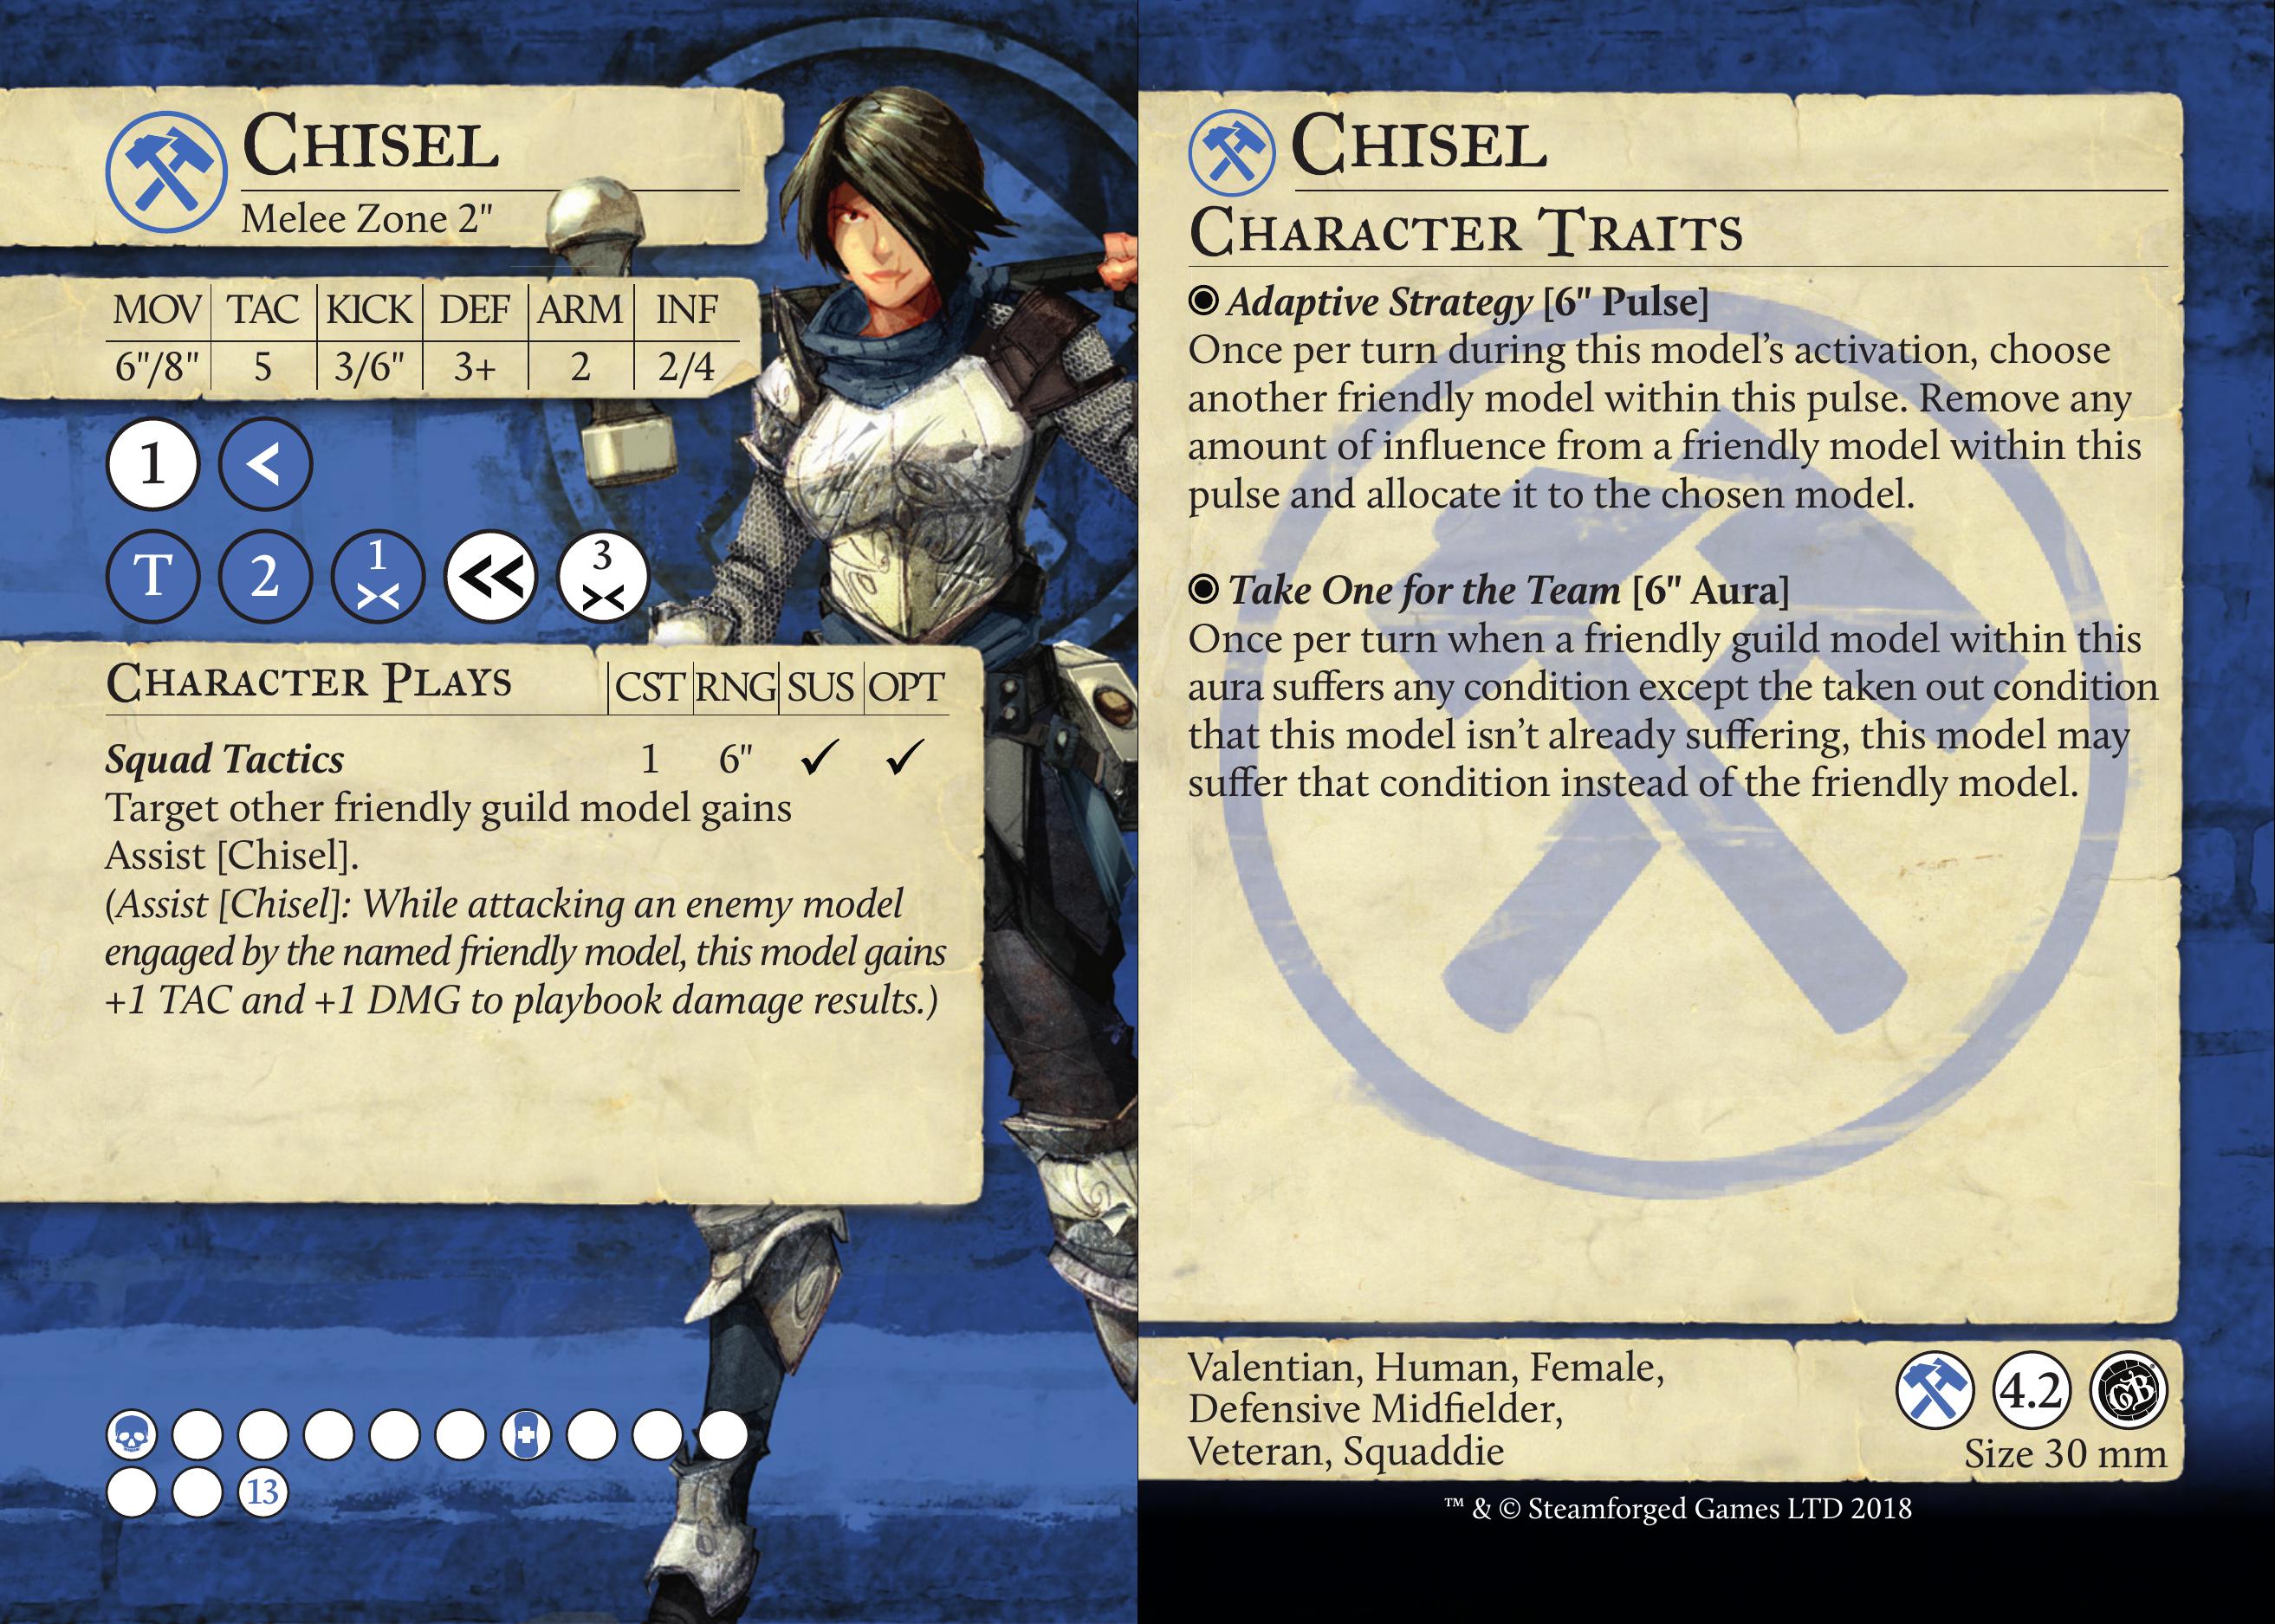 CHISEL
Melee Zone 2"
MOV TAC KICK DEF ARM INF
6"/8" 5 3/6" 3+ 2 2/4
1 <
T 2 1 >< << 3 ><
CHARACTER PLAYS CST RNG SUS OPT
Squad Tactics 1 6" ✓ ✓
Target other friendly guild model gains
Assist [Chisel].
(Assist [Chisel]: While attacking an enemy model
engaged by the named friendly model, this model gains
+1 TAC and +1 DMG to playbook damage results.)
13
CHISEL
CHARACTER TRAITS
Adaptive Strategy [6" Pulse]
Once per turn during this model's activation, choose
another friendly model within this pulse. Remove any
amount of influence from a friendly model within this
pulse and allocate it to the chosen model.
Take One for the Team [6" Aura]
Once per turn when a friendly guild model within this
aura suffers any condition except the taken out condition
that this model isn't already suffering, this model may
suffer that condition instead of the friendly model.
Valentian, Human, Female,
Defensive Midfielder,
Veteran, Squaddie
4.2 GB
Size 30 mm
™ & © Steamforged Games LTD 2018